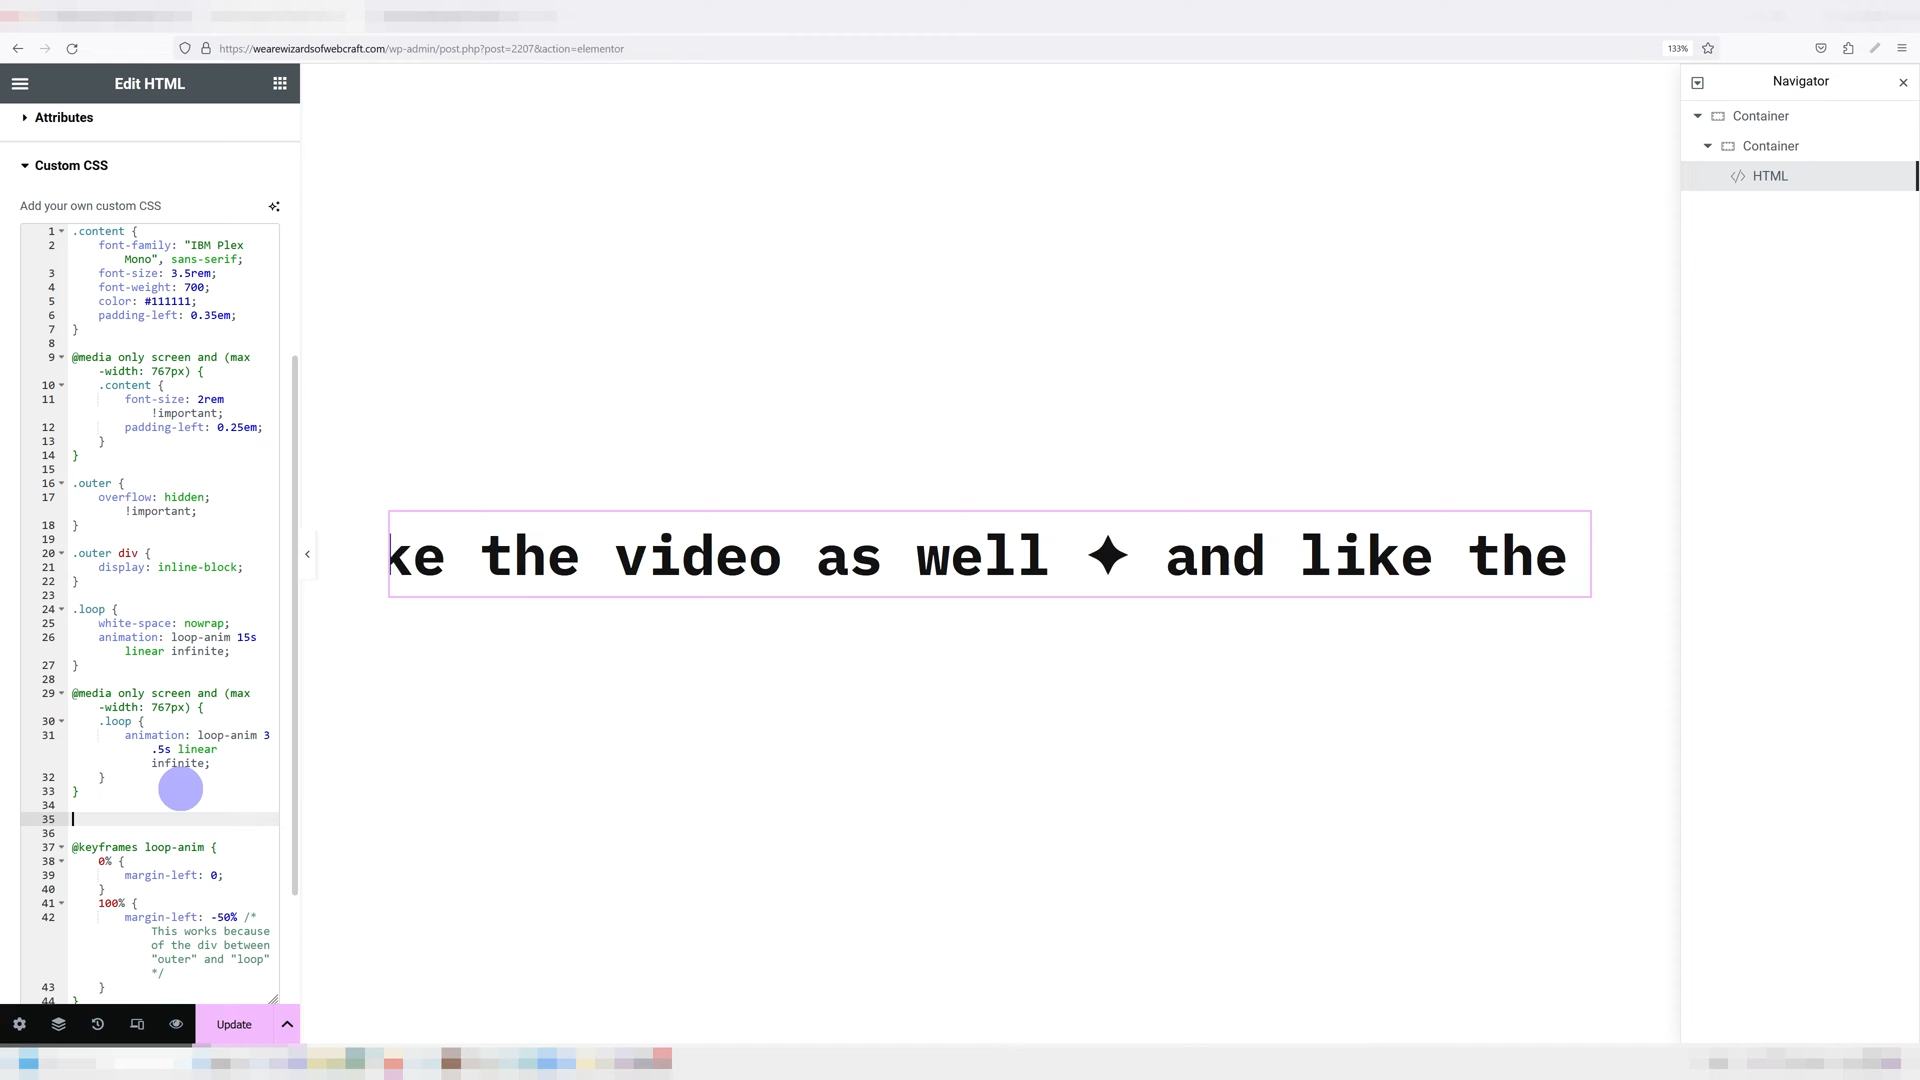 https://wearewizardsofwebcraft.com/wp-admin/post.php?post=2207&action=elementor
133%
Edit HTML
Attributes
Custom CSS
Add your own custom CSS
1 .content {
2 font-family: "IBM Plex
Mono", sans-serif;
3 font-size: 3.5rem;
4 font-weight: 700;
5 color: #111111;
6 padding-left: 0.35em;
7 }
8
9 @media only screen and (max
-width: 767px) {
10 .content {
11 font-size: 2rem
!important;
12 padding-left: 0.25em;
13 }
14 }
15
16 .outer {
17 overflow: hidden;
!important;
18 }
19
20 .outer div {
21 display: inline-block;
22 }
23
24 .loop {
25 white-space: nowrap;
26 animation: loop-anim 15s
linear infinite;
27 }
28
29 @media only screen and (max
-width: 767px) {
30 .loop {
31 animation: loop-anim 3
.5s linear
infinite;
32 }
33 }
34
35
36
37 @keyframes loop-anim {
38 0% {
39 margin-left: 0;
40 }
41 100% {
42 margin-left: -50% /*
This works because
of the div between
"outer" and "loop"
*/
43 }
44 }
Update
ke the video as well ✦ and like the
Navigator
Container
Container
</> HTML